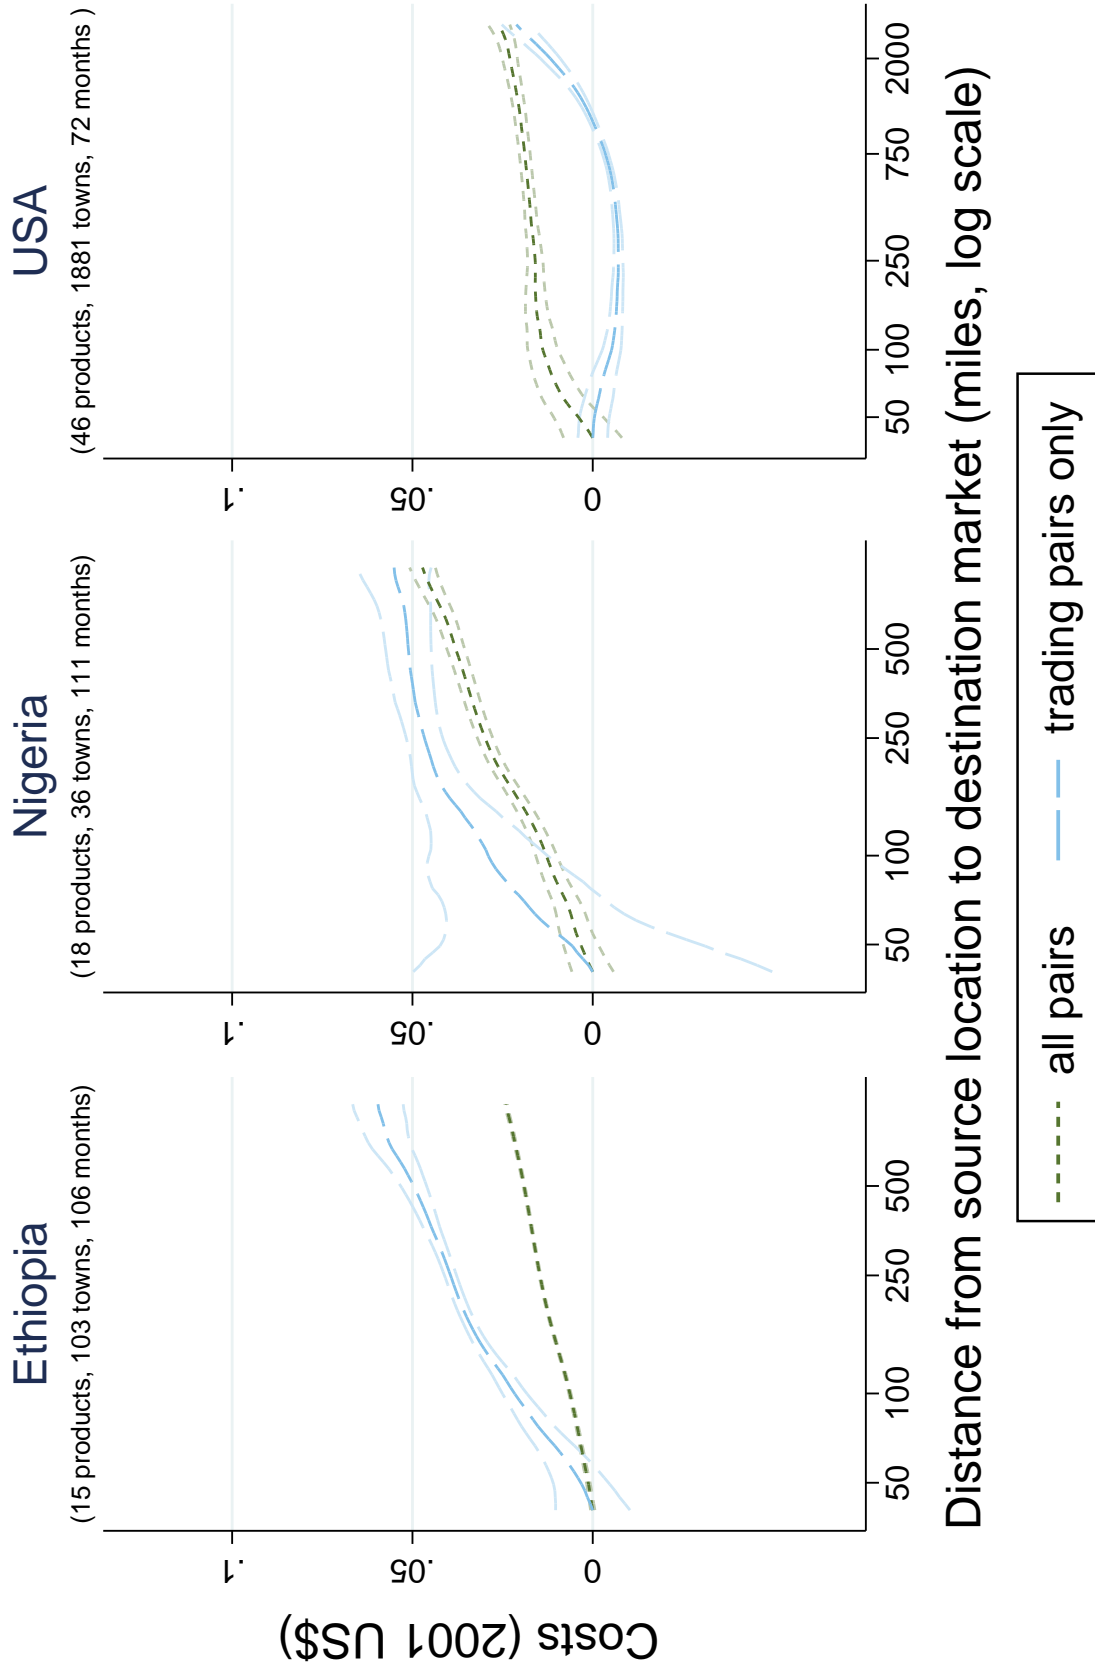 Ethiopia
(15 products, 103 towns, 106 months)
Nigeria
(18 products, 36 towns, 111 months)
USA
(46 products, 1881 towns, 72 months )
Costs (2001 US$)
.1
.05
0
50 100 250 500
.1
.05
0
50 100 250 500
.1
.05
0
50 100 250 750 2000
Distance from source location to destination market (miles, log scale)
all pairs trading pairs only